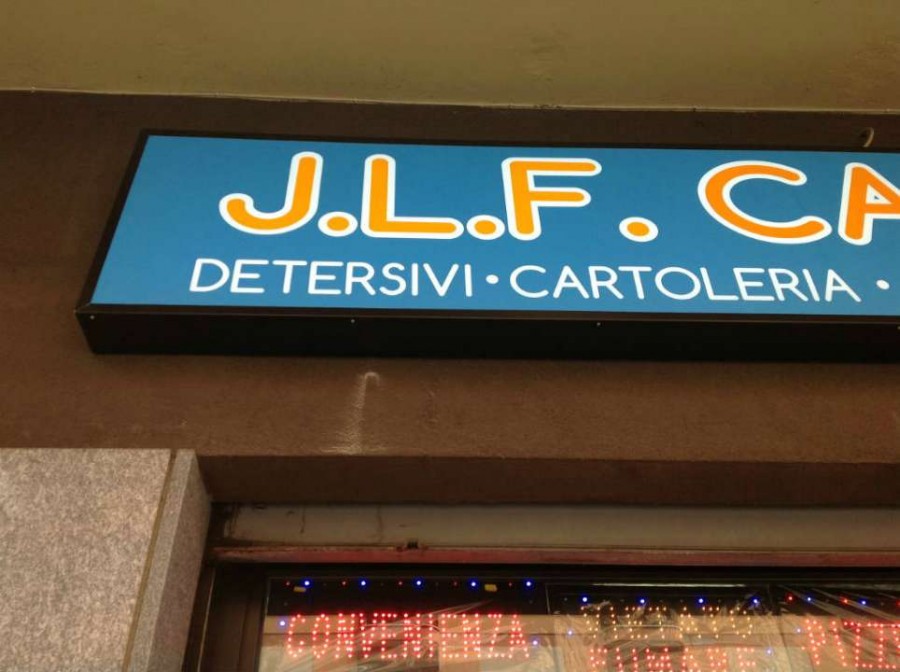 J.L.F. CA
DETERSIVI • CARTOLERIA •
CONVENIENZA